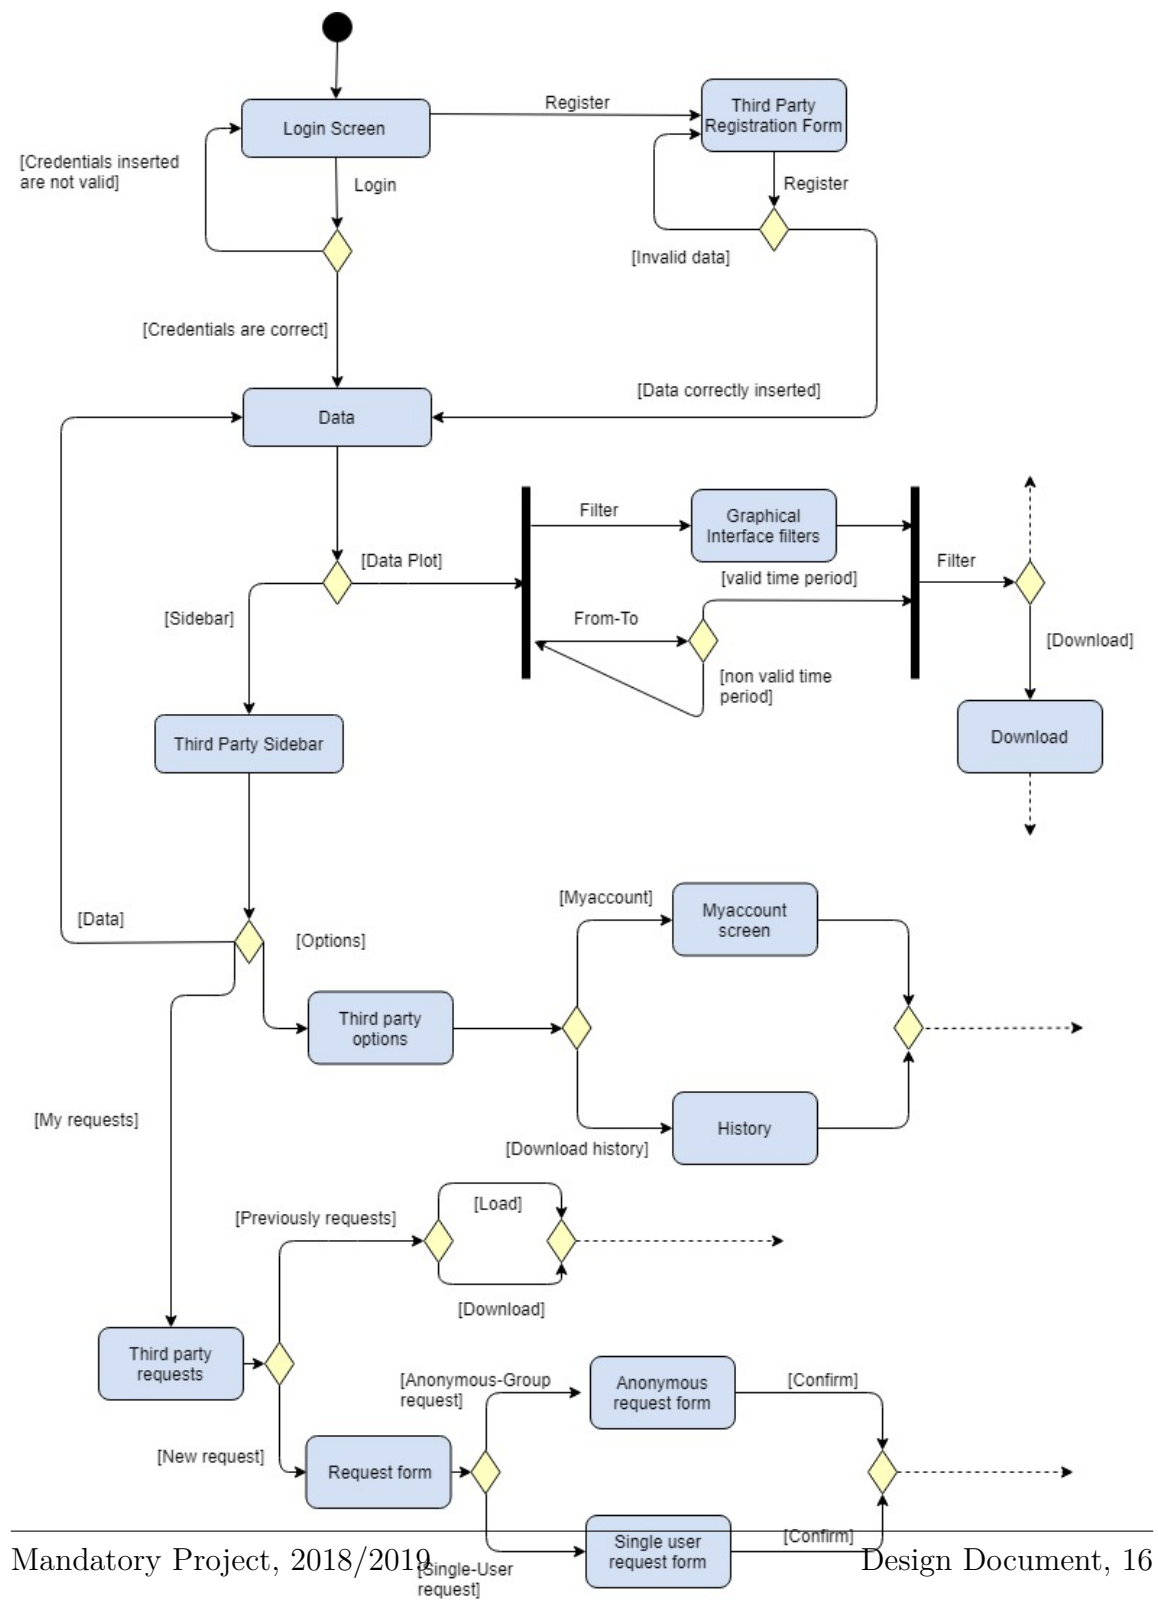 Login Screen
Register
Third Party
Registration Form
[Credentials inserted
are not valid]
Login
Register
[Invalid data]
[Credentials are correct]
[Data correctly inserted]
Data
Filter
Graphical
Interface filters
[Data Plot]
[valid time period]
Filter
[Sidebar]
From-To
[Download]
[non valid time
period]
Third Party Sidebar
Download
[Data]
[Options]
[Myaccount]
Myaccount
screen
Third party
options
[My requests]
[Download history]
History
[Previously requests]
[Load]
[Download]
Third party
requests
[Anonymous-Group
request]
Anonymous
request form
[Confirm]
[New request]
Request form
Single user
request form
[Confirm]
[Single-User
request]
Mandatory Project, 2018/2019
Design Document, 16